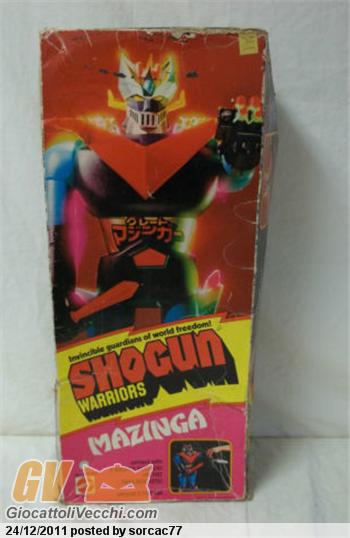 グレート
マジンガー
Invincible guardians of world freedom!
SHOGUN
WARRIORS
MAZINGA
GV
GiocattoliVecchi.com
24/12/2011 posted by sorcac77